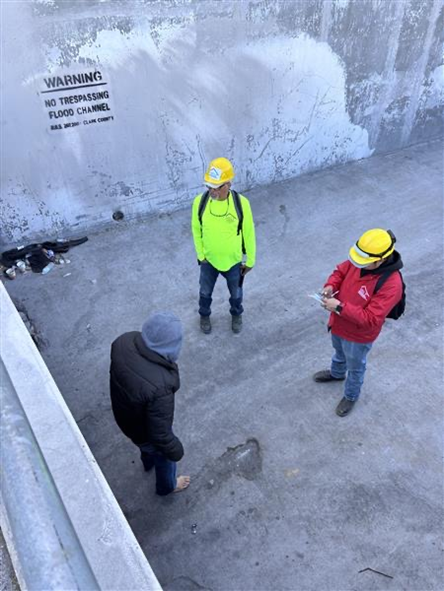 WARNING
NO TRESPASSING
FLOOD CHANNEL
CLARK COUNTY